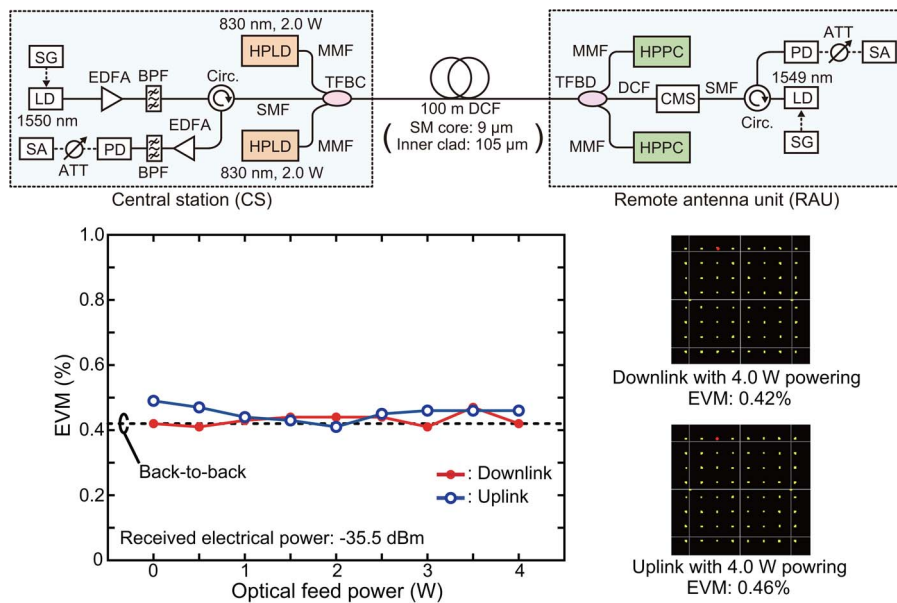 830 nm, 2.0 W
HPLD
MMF
SG
EDFA
BPF
Circ.
TFBC
LD
SMF
1550 nm
EDFA
SA
PD
HPLD
MMF
ATT
BPF
830 nm, 2.0 W
Central station (CS)
100 m DCF
( SM core: 9 μm
Inner clad: 105 μm )
MMF
HPPC
ATT
PD
SA
TFBD
DCF
SMF
1549 nm
CMS
LD
MMF
Circ.
HPPC
SG
Remote antenna unit (RAU)
1.0
0.8
0.6
0.4
0.2
0
EVM (%)
Back-to-back
: Downlink
: Uplink
Received electrical power: -35.5 dBm
0 1 2 3 4
Optical feed power (W)
Downlink with 4.0 W powering
EVM: 0.42%
Uplink with 4.0 W powring
EVM: 0.46%